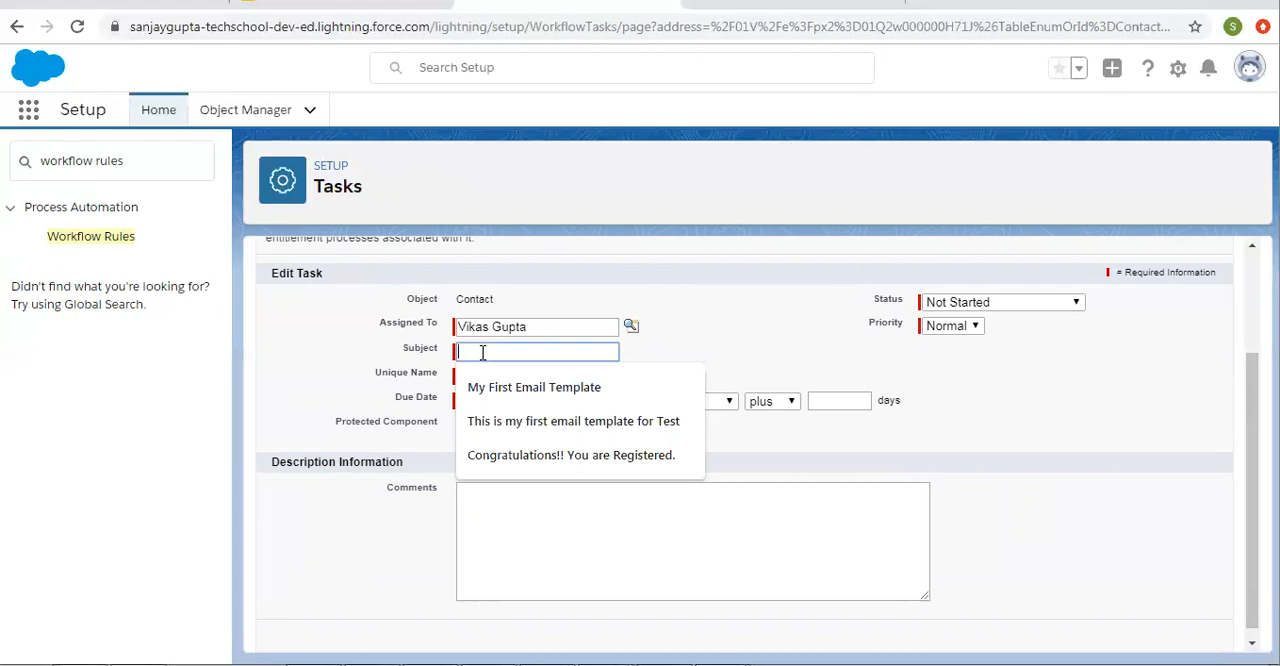 sanjaygupta-techschool-dev-ed.lightning.force.com/lightning/setup/WorkflowTasks/page?address=%2F01V%2Fe%3Fpx2%3D01Q2w000000H71J%26TableEnumOrId%3DContact...
S
Search Setup
Setup
Home
Object Manager
workflow rules
SETUP
Tasks
Process Automation
Workflow Rules
Didn't find what you're looking for?
Try using Global Search.
entitlement processes associated with it.
Edit Task
= Required Information
Object Contact
Status Not Started
Assigned To Vikas Gupta
Priority Normal
Subject
Unique Name
My First Email Template
Due Date
plus
days
Protected Component
This is my first email template for Test
Congratulations!! You are Registered.
Description Information
Comments